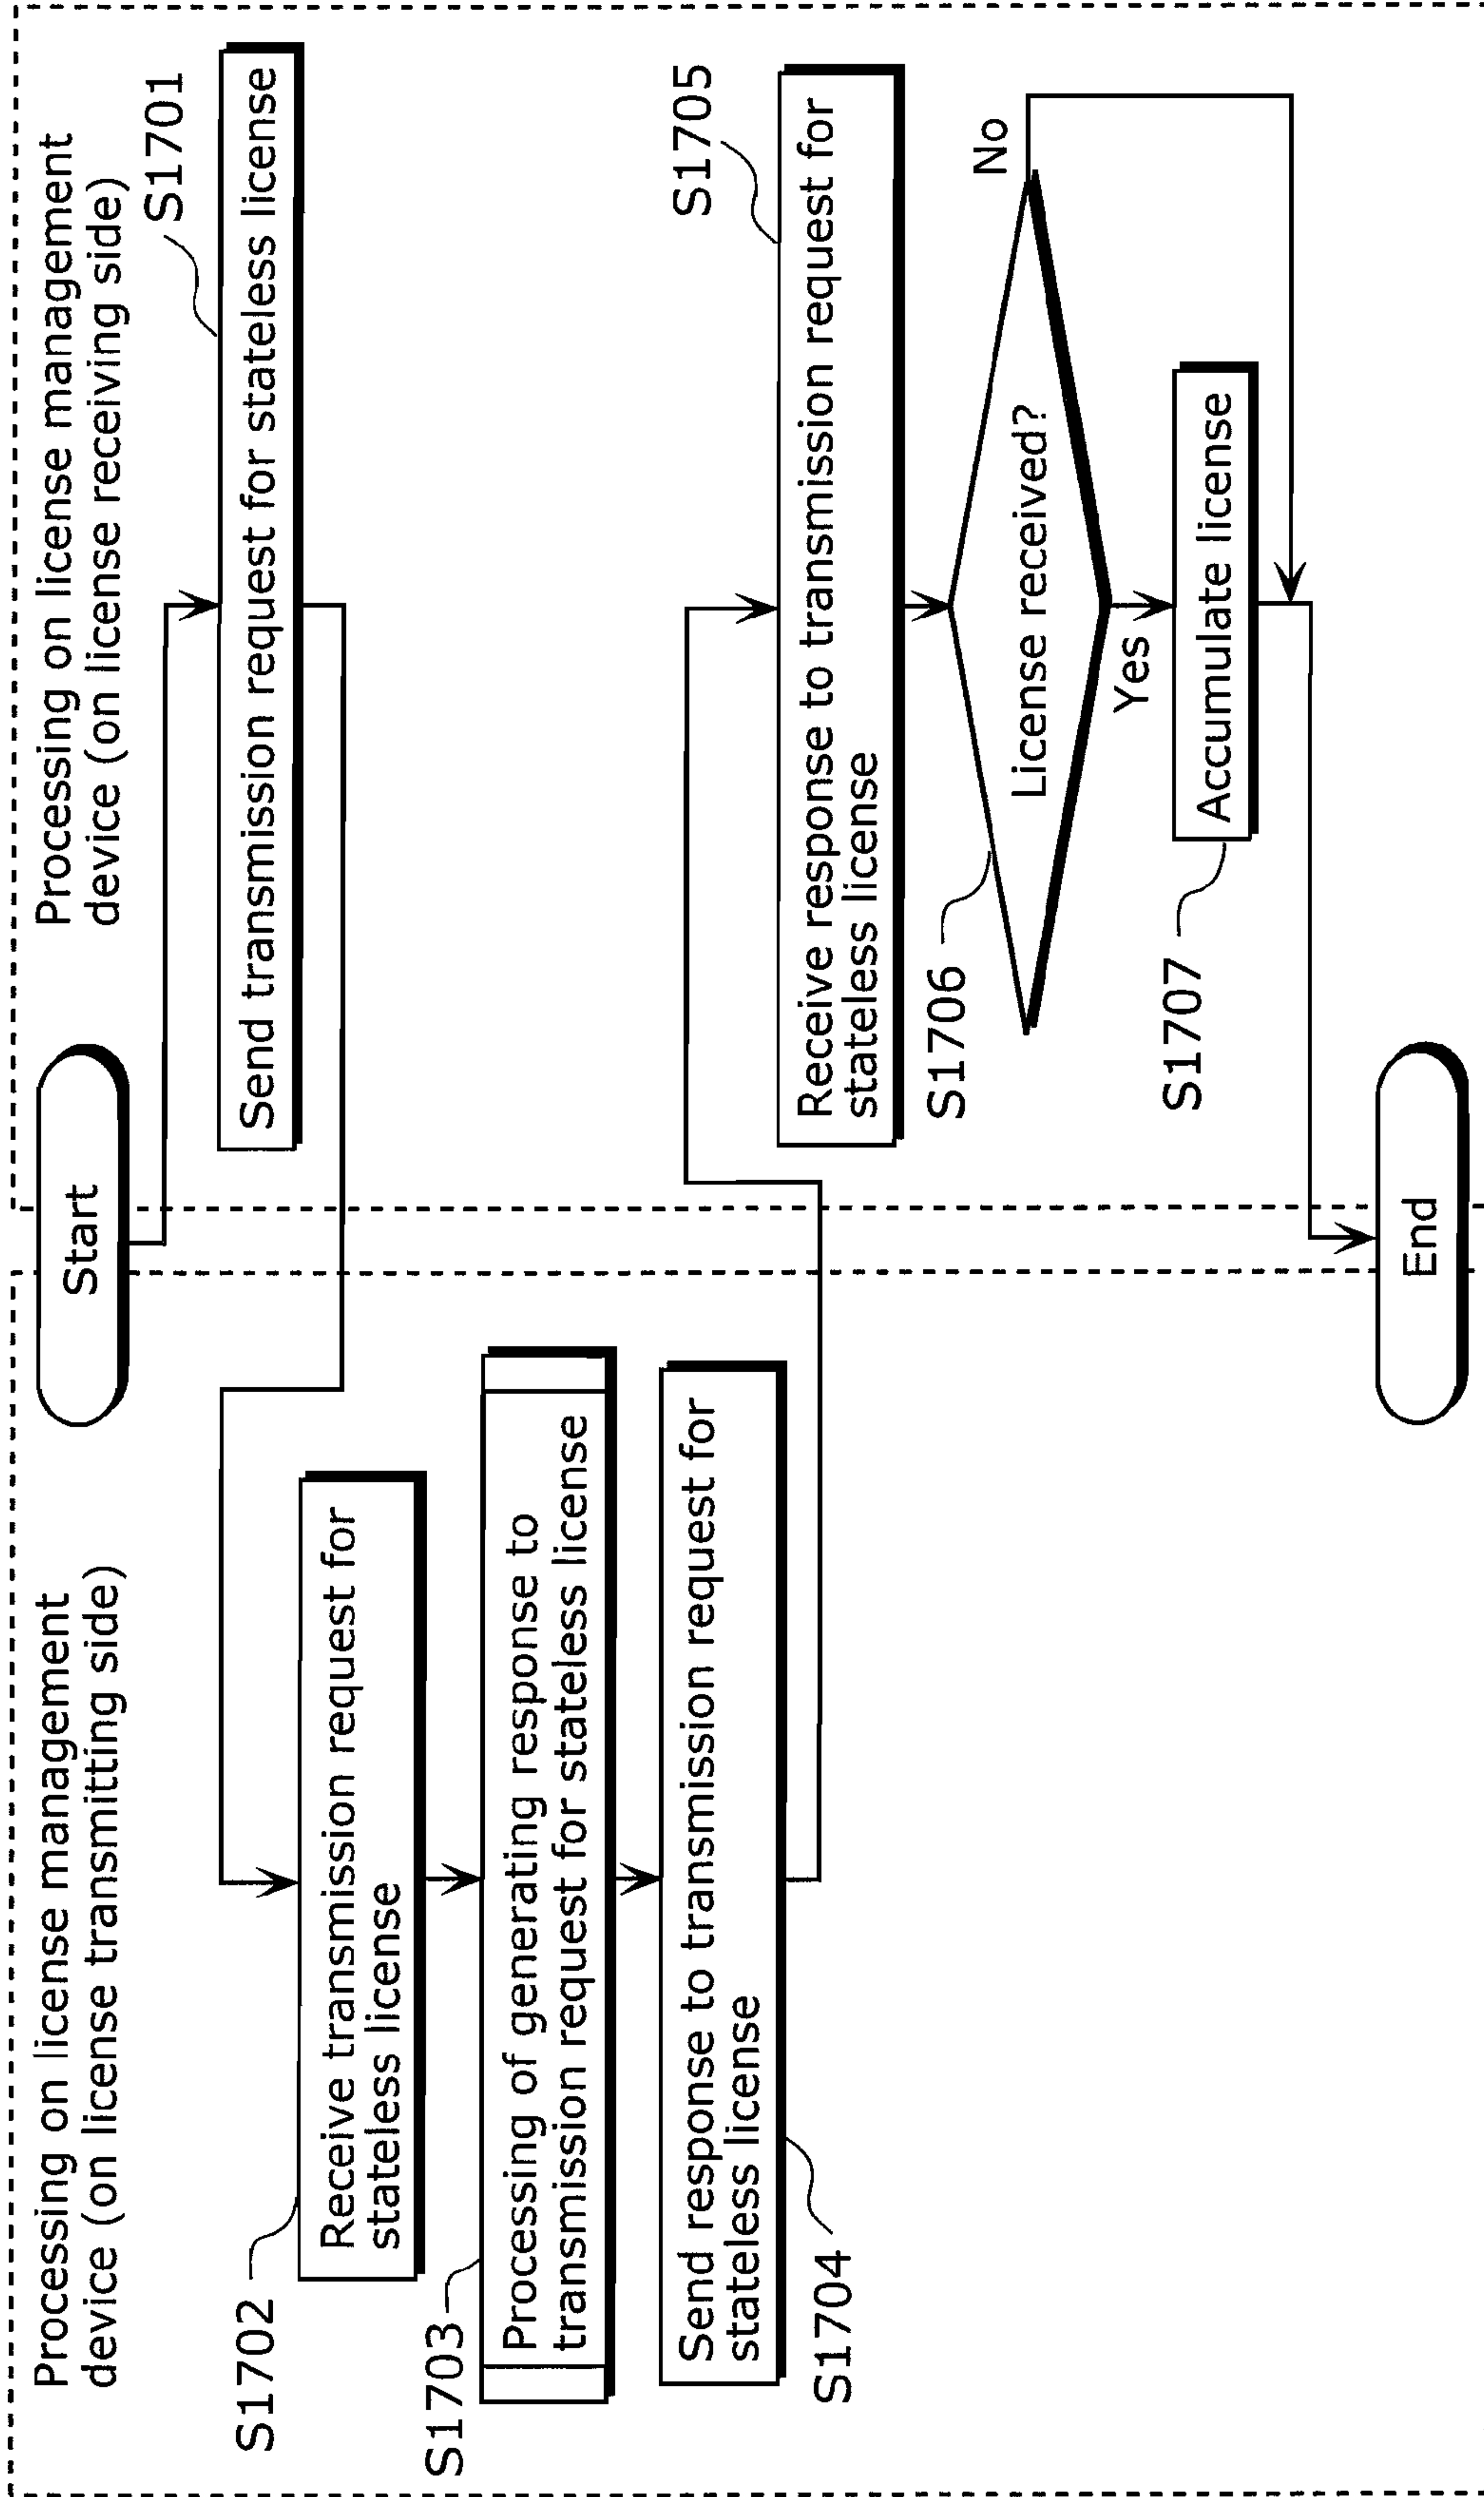 Processing on license management
device (on license transmitting side)
Processing on license management
device (on license receiving side)
Start
S1701
Send transmission request for stateless license
S1702
Receive transmission request for
stateless license
S1703
Processing of generating response to
transmission request for stateless license
S1704
Send response to transmission request for
stateless license
S1705
Receive response to transmission request for
stateless license
S1706
License received?
No
Yes
S1707
Accumulate license
End